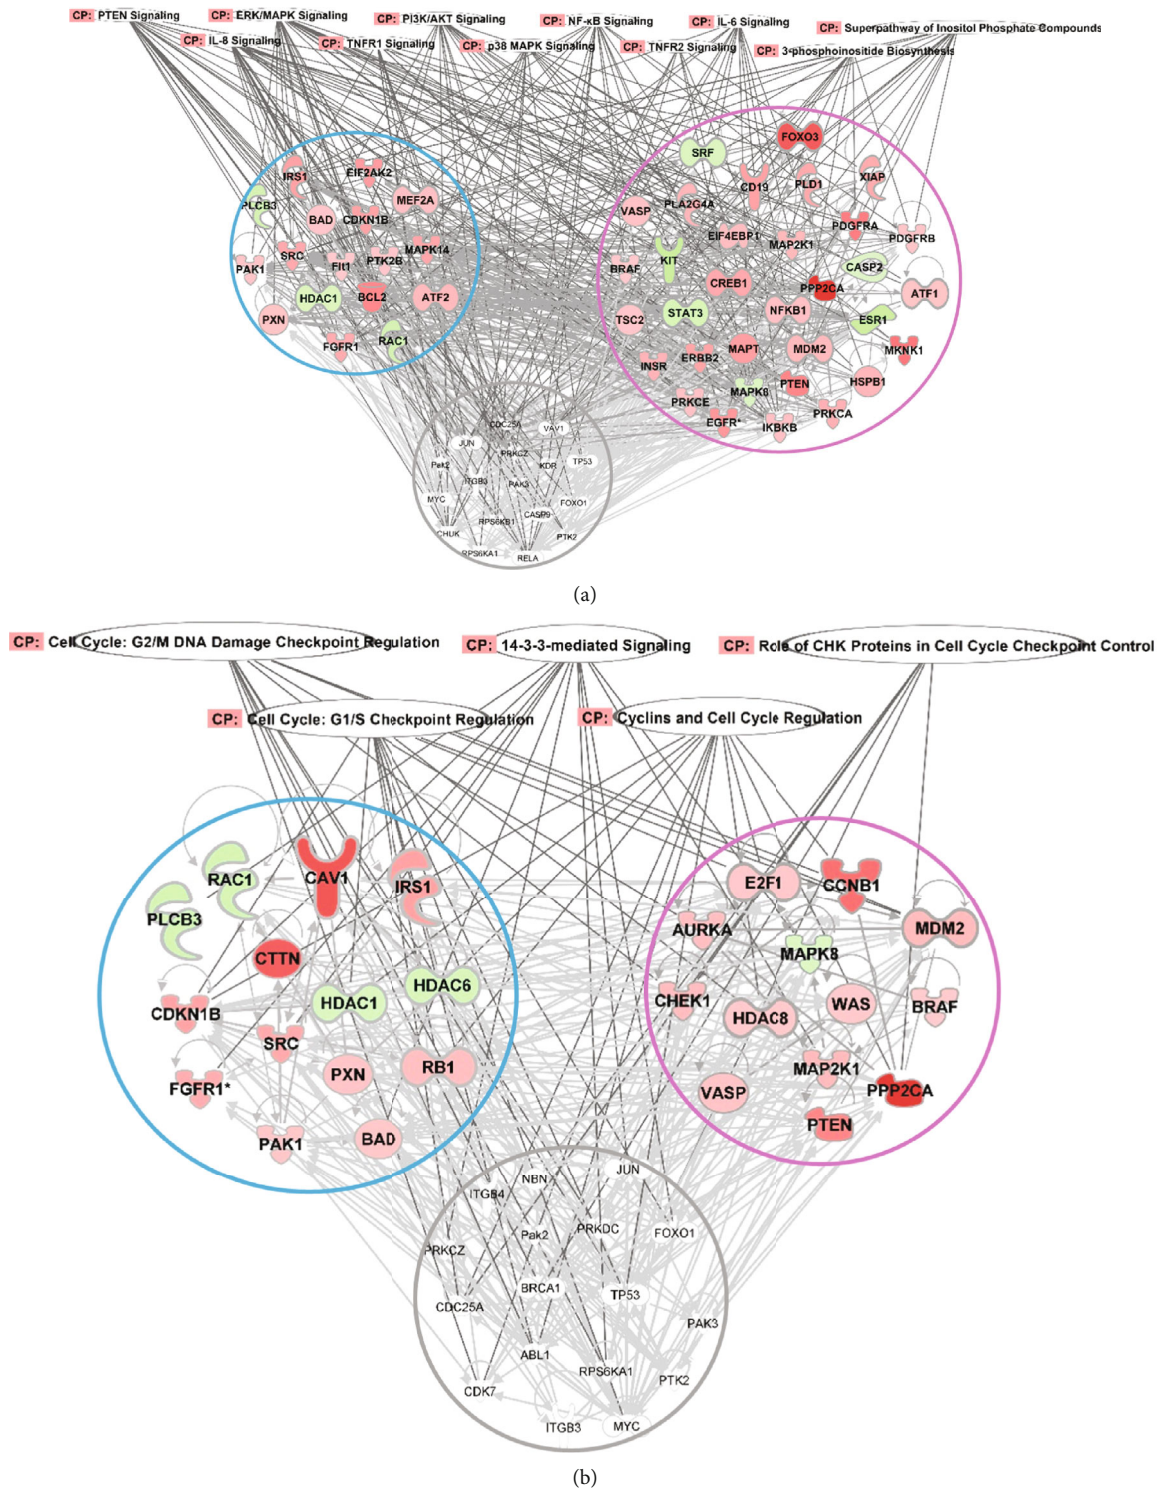 CP: PTEN Signaling
CP: ERK/MAPK Signaling
CP: PI3K/AKT Signaling
CP: NF-κB Signaling
CP: IL-6 Signaling
CP: Superpathway of Inositol Phosphate Compounds
CP: IL-8 Signaling
CP: TNFR1 Signaling
CP: p38 MAPK Signaling
CP: TNFR2 Signaling
CP: 3-phosphoinositide Biosynthesis
IRS1
EIF2AK2
PLCB3
MEF2A
BAD
CDKN1B
SRC
MAPK14
PAK1
Flt1
PTK2B
HDAC1
BCL2
ATF2
PXN
FGFR1
RAC1
FOXO3
SRF
CD19
PLD1
XIAP
VASP
PLA2G4A
PDGFRA
EIF4EBP1
MAP2K1
PDGFRB
BRAF
KIT
CASP2
CREB1
PPP2CA
ATF1
TSC2
STAT3
NFKB1
ESR1
INSR
ERBB2
MAPT
MDM2
MKNK1
PRKCE
MAPK8
PTEN
HSPB1
EGFR*
IKBKB
PRKCA
CDC25A
VAV1
JUN
PRKCZ
Pak2
KDR
TP53
ITGB3
PAK3
MYC
FOXO1
RPS6KB1
CASP9
CHUK
PTK2
RPS6KA1
RELA
(a)
CP: Cell Cycle: G2/M DNA Damage Checkpoint Regulation
CP: 14-3-3-mediated Signaling
CP: Role of CHK Proteins in Cell Cycle Checkpoint Control
CP: Cell Cycle: G1/S Checkpoint Regulation
CP: Cyclins and Cell Cycle Regulation
RAC1
CAV1
IRS1
PLCB3
CTTN
HDAC6
HDAC1
CDKN1B
SRC
PXN
RB1
FGFR1*
PAK1
BAD
E2F1
CCNB1
AURKA
MDM2
MAPK8
CHEK1
HDAC8
WAS
BRAF
MAP2K1
VASP
PPP2CA
PTEN
JUN
NBN
ITGB4
PRKDC
FOXO1
Pak2
PRKCZ
BRCA1
TP53
CDC25A
PAK3
ABL1
RPS6KA1
PTK2
CDK7
ITGB3
MYC
(b)